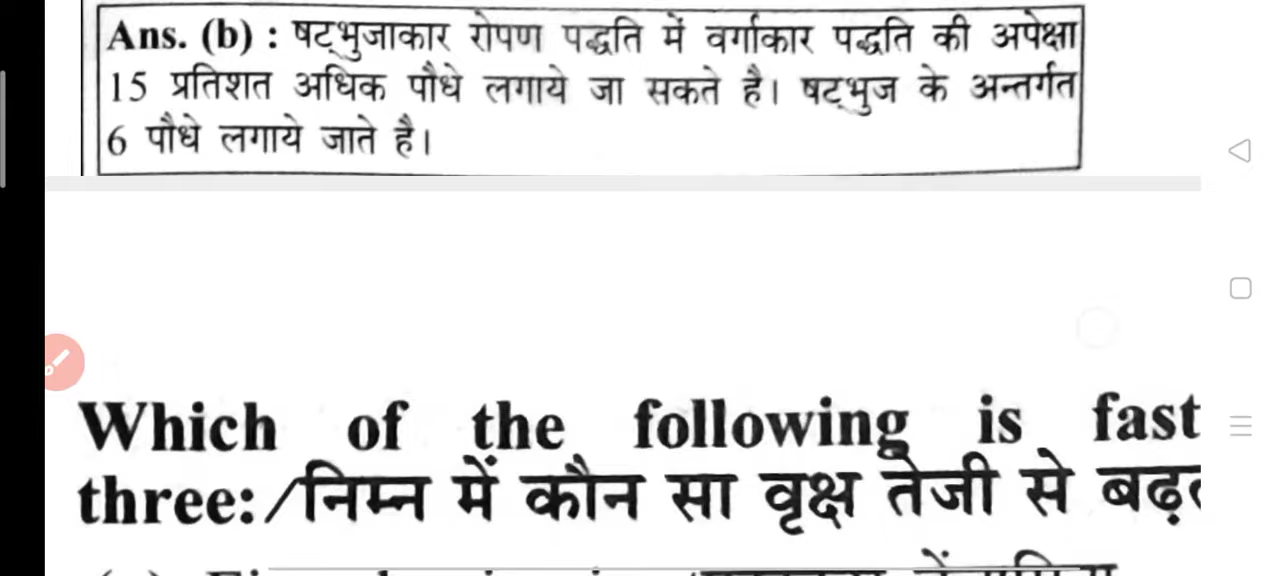 Ans. (b) : षट्भुजाकार रोपण पद्धति में वर्गाकार पद्धति की अपेक्षा
15 प्रतिशत अधिक पौधे लगाये जा सकते है। षट्भुज के अन्तर्गत
6 पौधे लगाये जाते है।
Which of the following is fast
three:/निम्न में कौन सा वृक्ष तेजी से